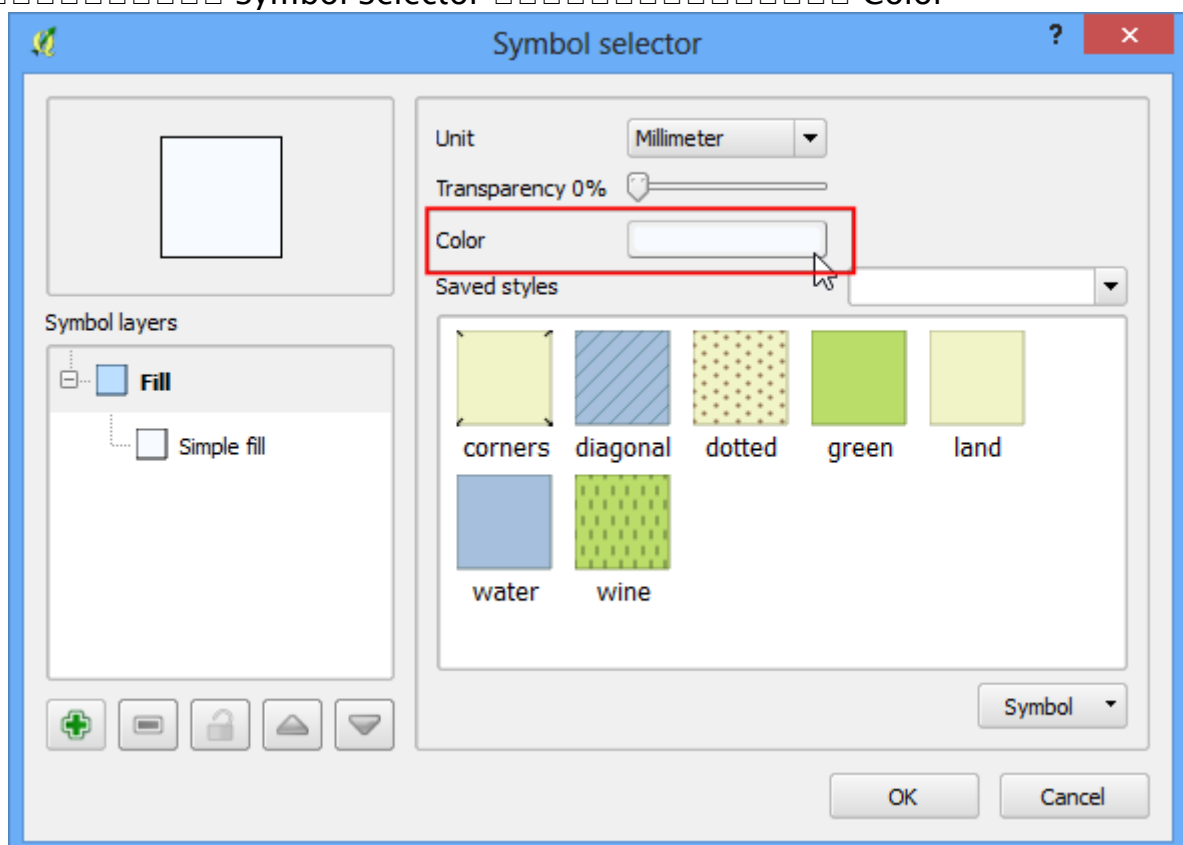 Symbol Selector Color
Symbol selector
?
Unit
Millimeter
Transparency 0%
Color
Saved styles
Symbol layers
Fill
Simple fill
corners diagonal dotted green land
water wine
Symbol
OK
Cancel